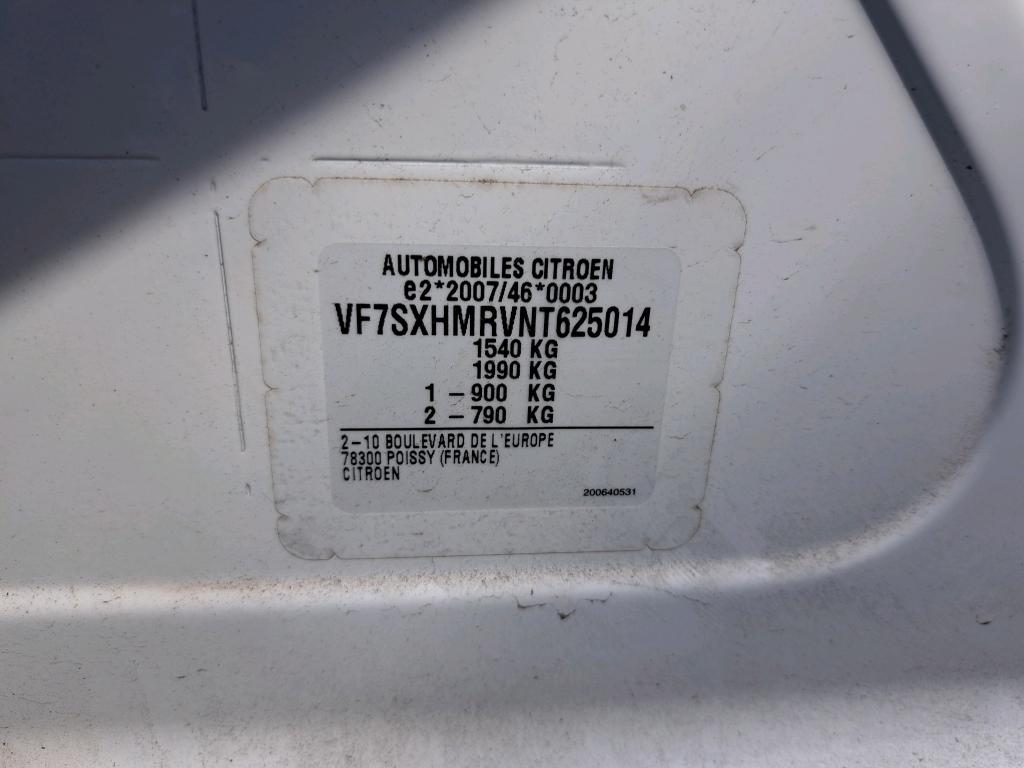 AUTOMOBILES CITROEN
e2*2007/46*0003
VF7SXHMRVNT625014
1540 KG
1990 KG
1 – 900 KG
2 – 790 KG
2–10 BOULEVARD DE L'EUROPE
78300 POISSY (FRANCE)
CITROEN
200640531